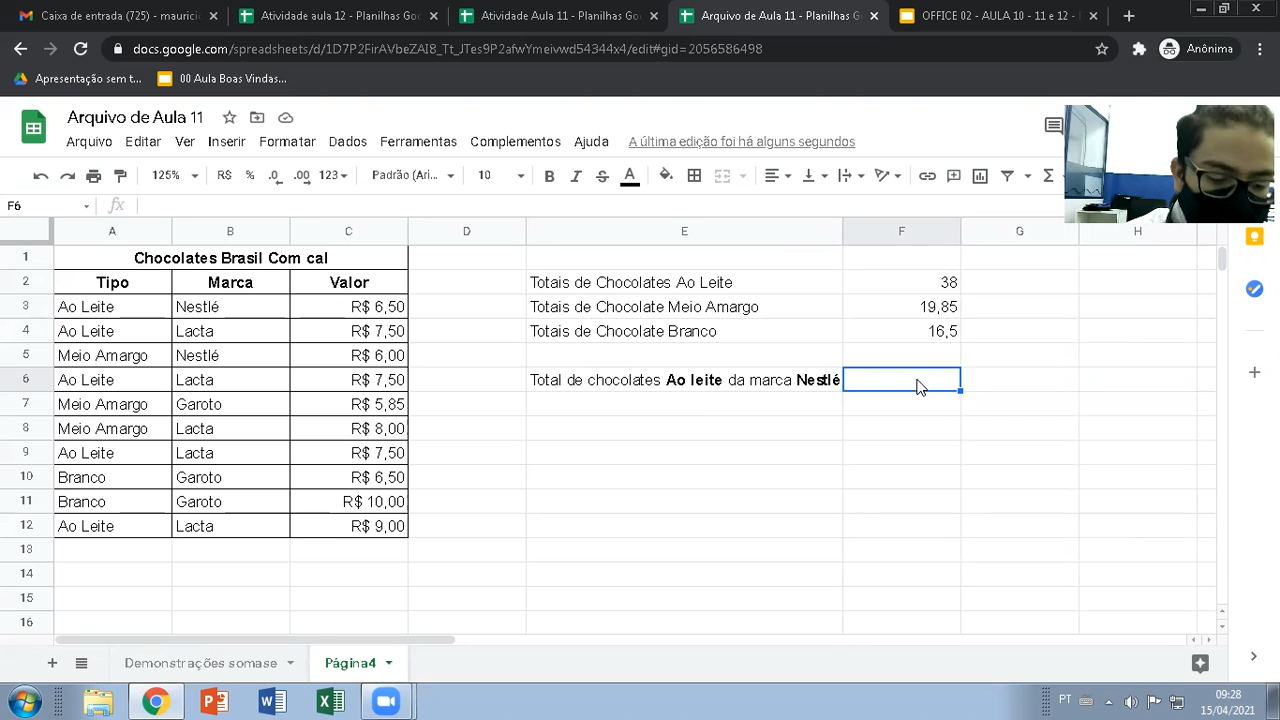 Caixa de entrada (725) - maurici
Atividade aula 12 - Planilhas Goo
Atividade Aula 11 - Planilhas Go
Arquivo de Aula 11 - Planilhas G
OFFICE 02 - AULA 10 - 11 e 12 -
docs.google.com/spreadsheets/d/1D7P2FirAVbeZAI8_Tt_JTes9P2afwYmeivwd54344x4/edit#gid=2056586498
Anônima
Apresentação sem t...
00 Aula Boas Vindas...
Arquivo de Aula 11
Arquivo Editar Ver Inserir Formatar Dados Ferramentas Complementos Ajuda A última edição foi há alguns segundos
125% R$ % .0 .00 123 Padrão (Ari... 10 B I S A Σ
F6 fx
A B C D E F G H
1 Chocolates Brasil Com cal
2 Tipo Marca Valor Totais de Chocolates Ao Leite 38
3 Ao Leite Nestlé R$ 6,50 Totais de Chocolate Meio Amargo 19,85
4 Ao Leite Lacta R$ 7,50 Totais de Chocolate Branco 16,5
5 Meio Amargo Nestlé R$ 6,00
6 Ao Leite Lacta R$ 7,50 Total de chocolates Ao leite da marca Nestlé
7 Meio Amargo Garoto R$ 5,85
8 Meio Amargo Lacta R$ 8,00
9 Ao Leite Lacta R$ 7,50
10 Branco Garoto R$ 6,50
11 Branco Garoto R$ 10,00
12 Ao Leite Lacta R$ 9,00
13
14
15
16
Demonstrações somase Página4
PT 09:28
15/04/2021